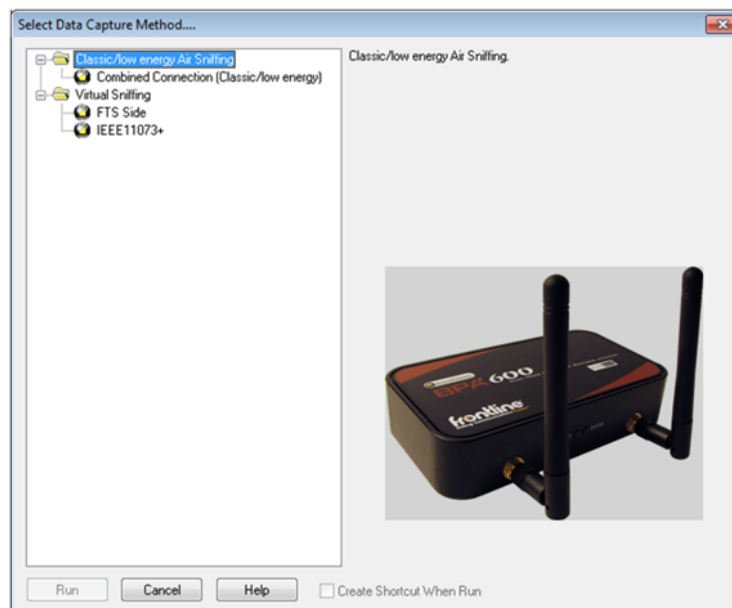 Select Data Capture Method....
Classic/low energy Air Sniffing
Combined Connection (Classic/low energy)
Virtual Sniffing
FTS Side
IEEE11073+
Classic/low energy Air Sniffing.
BPA 600
frontline
Run
Cancel
Help
Create Shortcut When Run